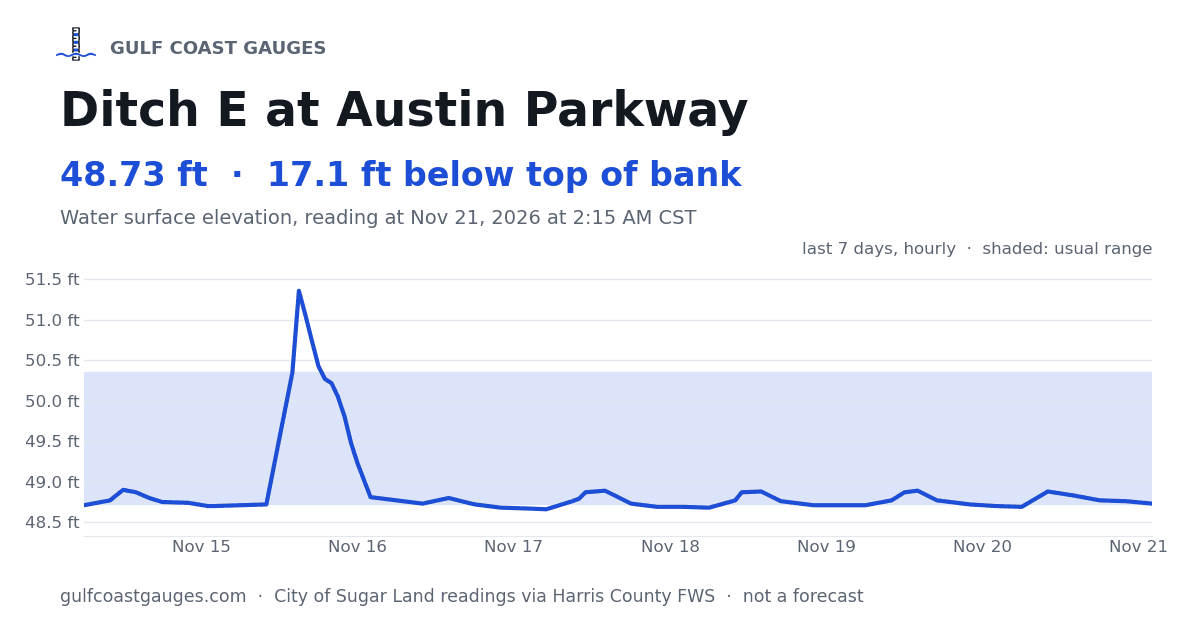 GULF COAST GAUGES
Ditch E at Austin Parkway
48.73 ft · 17.1 ft below top of bank
Water surface elevation, reading at Nov 21, 2026 at 2:15 AM CST
last 7 days, hourly · shaded: usual range
51.5 ft
51.0 ft
50.5 ft
50.0 ft
49.5 ft
49.0 ft
48.5 ft
Nov 15 Nov 16 Nov 17 Nov 18 Nov 19 Nov 20 Nov 21
gulfcoastgauges.com · City of Sugar Land readings via Harris County FWS · not a forecast